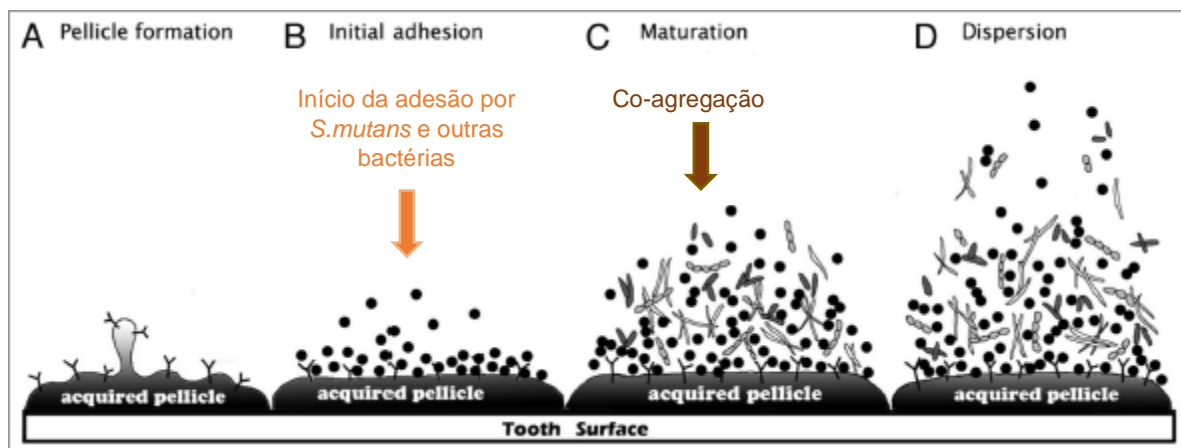 A Pellicle formation
B Initial adhesion
C Maturation
D Dispersion
Início da adesão por
S.mutans e outras
bactérias
Co-agregação
acquired pellicle
acquired pellicle
acquired pellicle
acquired pellicle
Tooth Surface